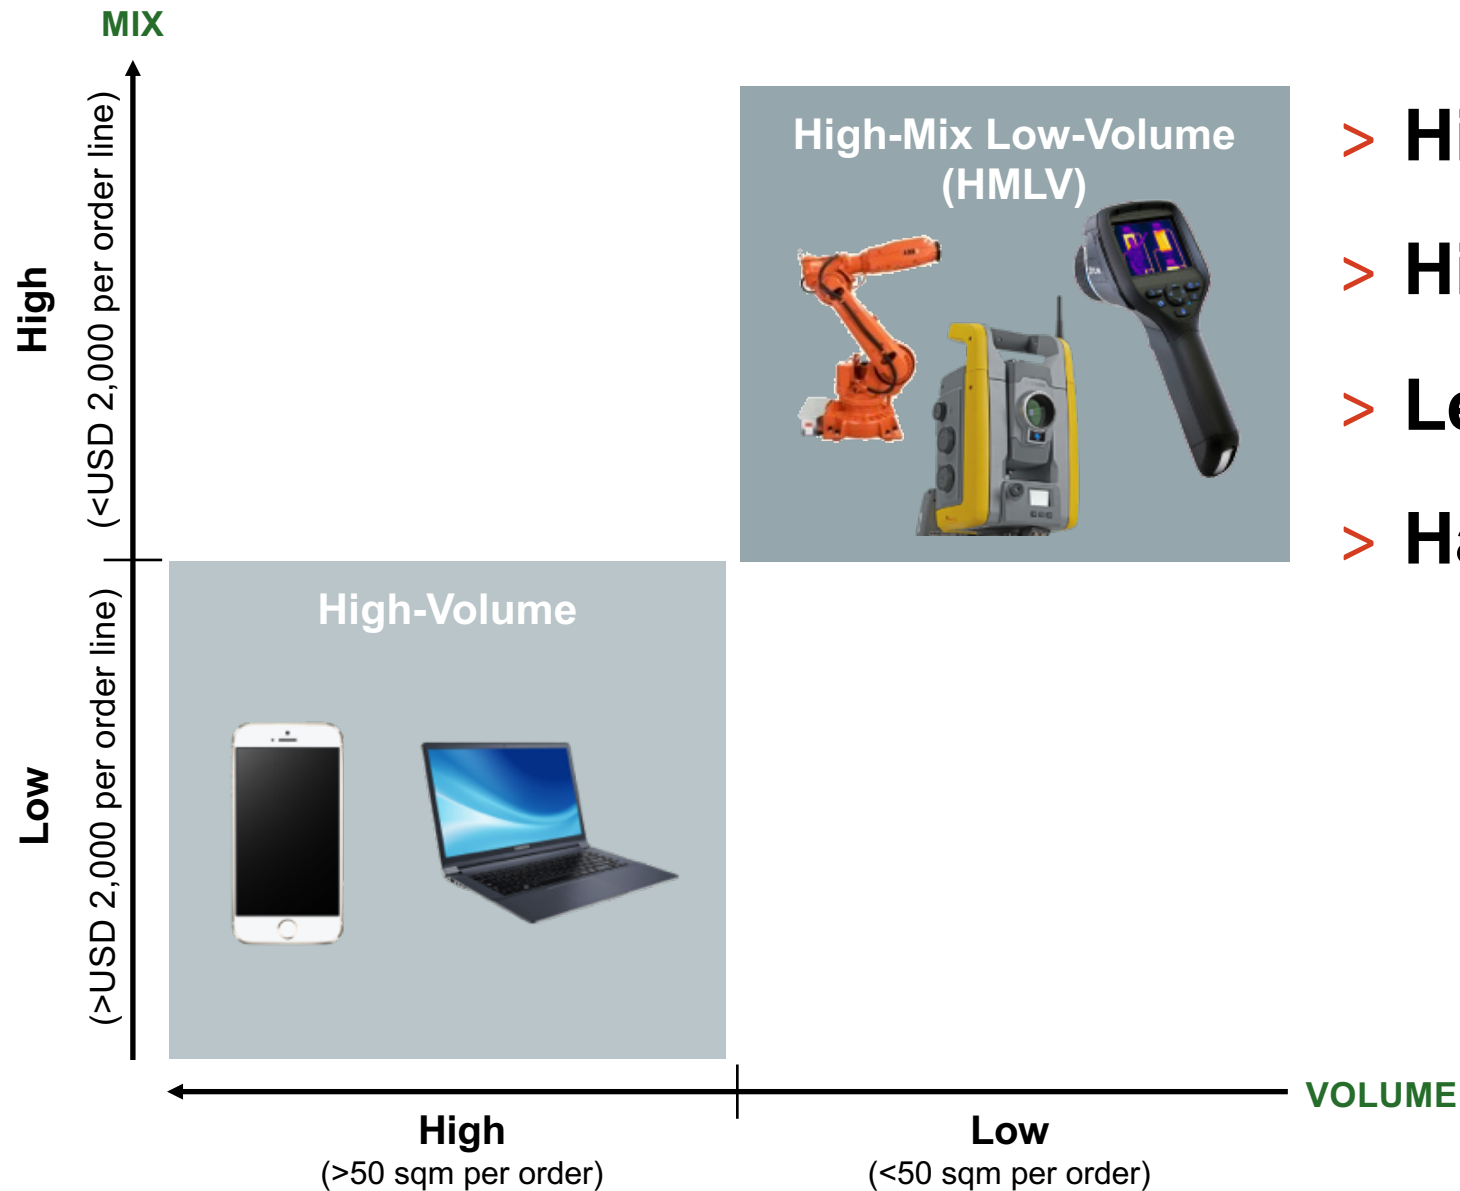 MIX
High
(<USD 2,000 per order line)
High-Mix Low-Volume
(HMLV)
>
>
>
>
Low
(>USD 2,000 per order line)
High-Volume
VOLUME
High
(>50 sqm per order)
Low
(<50 sqm per order)